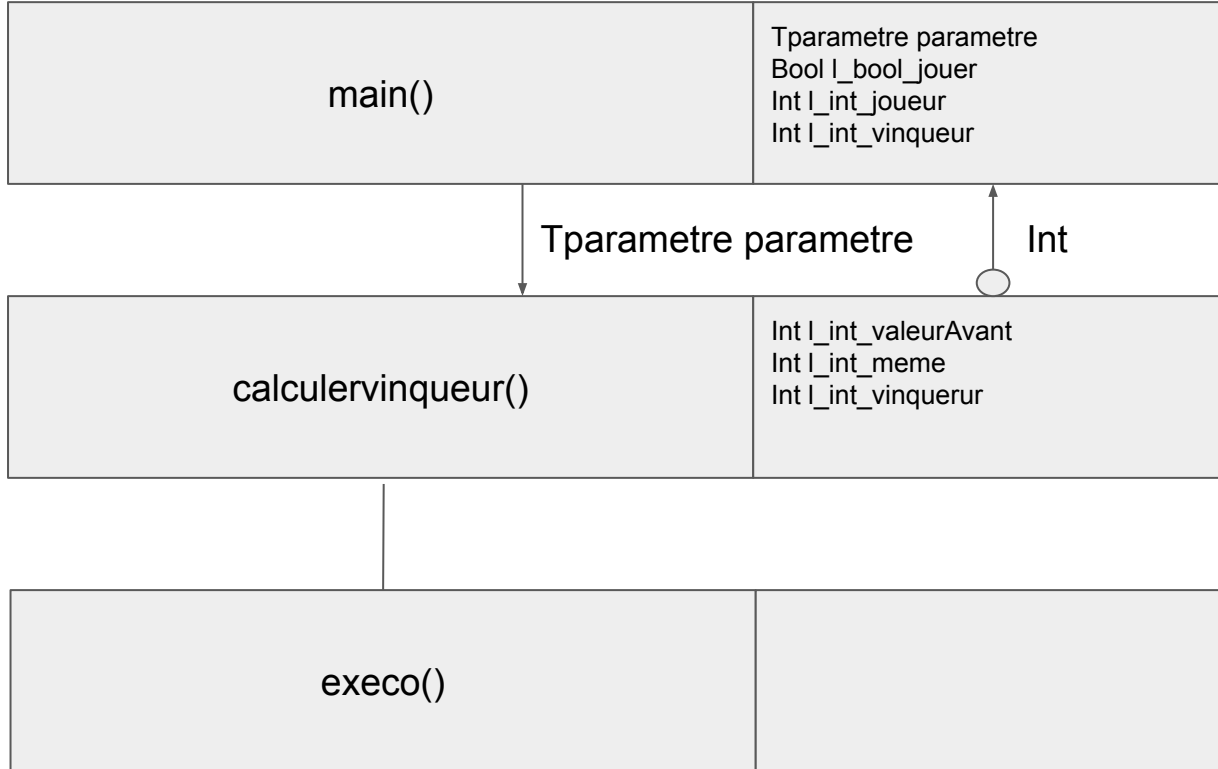 main()
Tparametre parametre
Bool l_bool_jouer
Int l_int_joueur
Int l_int_vinqueur
Tparametre parametre
Int
calculervinqueur()
Int l_int_valeurAvant
Int l_int_meme
Int l_int_vinquerur
execo()